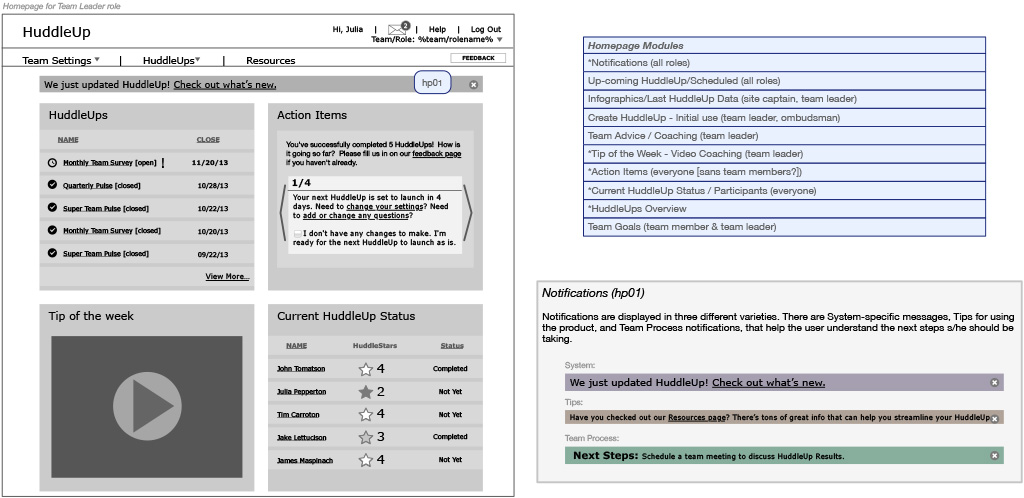 Homepage for Team Leader role
HuddleUp
Hi, Julia | 2 | Help | Log Out
Team/Role: %team/rolename%
Team Settings | HuddleUps | Resources
FEEDBACK
We just updated HuddleUp! Check out what's new.
hp01
HuddleUps
NAME CLOSE
Monthly Team Survey [open] ! 11/20/13
Quarterly Pulse [closed] 10/28/13
Super Team Pulse [closed] 10/22/13
Monthly Team Survey [closed] 10/20/13
Super Team Pulse [closed] 09/22/13
View More...
Action Items
You've successfully completed 5 HuddleUps! How is
it going so far? Please fill us in on our feedback page
if you haven't already.
1/4
Your next HuddleUp is set to launch in 4
days. Need to change your settings? Need
to add or change any questions?
I don't have any changes to make. I'm
ready for the next HuddleUp to launch as is.
Tip of the week
Current HuddleUp Status
NAME HuddleStars Status
John Tomatson 4 Completed
Julia Pepperton 2 Not Yet
Tim Carroton 4 Not Yet
Jake Lettucison 3 Completed
James Maspinach 4 Not Yet
Homepage Modules
*Notifications (all roles)
Up-coming HuddleUp/Scheduled (all roles)
Infographics/Last HuddleUp Data (site captain, team leader)
Create HuddleUp - Initial use (team leader, ombudsman)
Team Advice / Coaching (team leader)
*Tip of the Week - Video Coaching (team leader)
*Action Items (everyone [sans team members?])
*Current HuddleUp Status / Participants (everyone)
*HuddleUps Overview
Team Goals (team member & team leader)
Notifications (hp01)
Notifications are displayed in three different varieties. There are System-specific messages, Tips for using
the product, and Team Process notifications, that help the user understand the next steps s/he should be
taking.
System:
We just updated HuddleUp! Check out what's new.
Tips:
Have you checked out our Resources page? There's tons of great info that can help you streamline your HuddleUp
Team Process:
Next Steps: Schedule a team meeting to discuss HuddleUp Results.